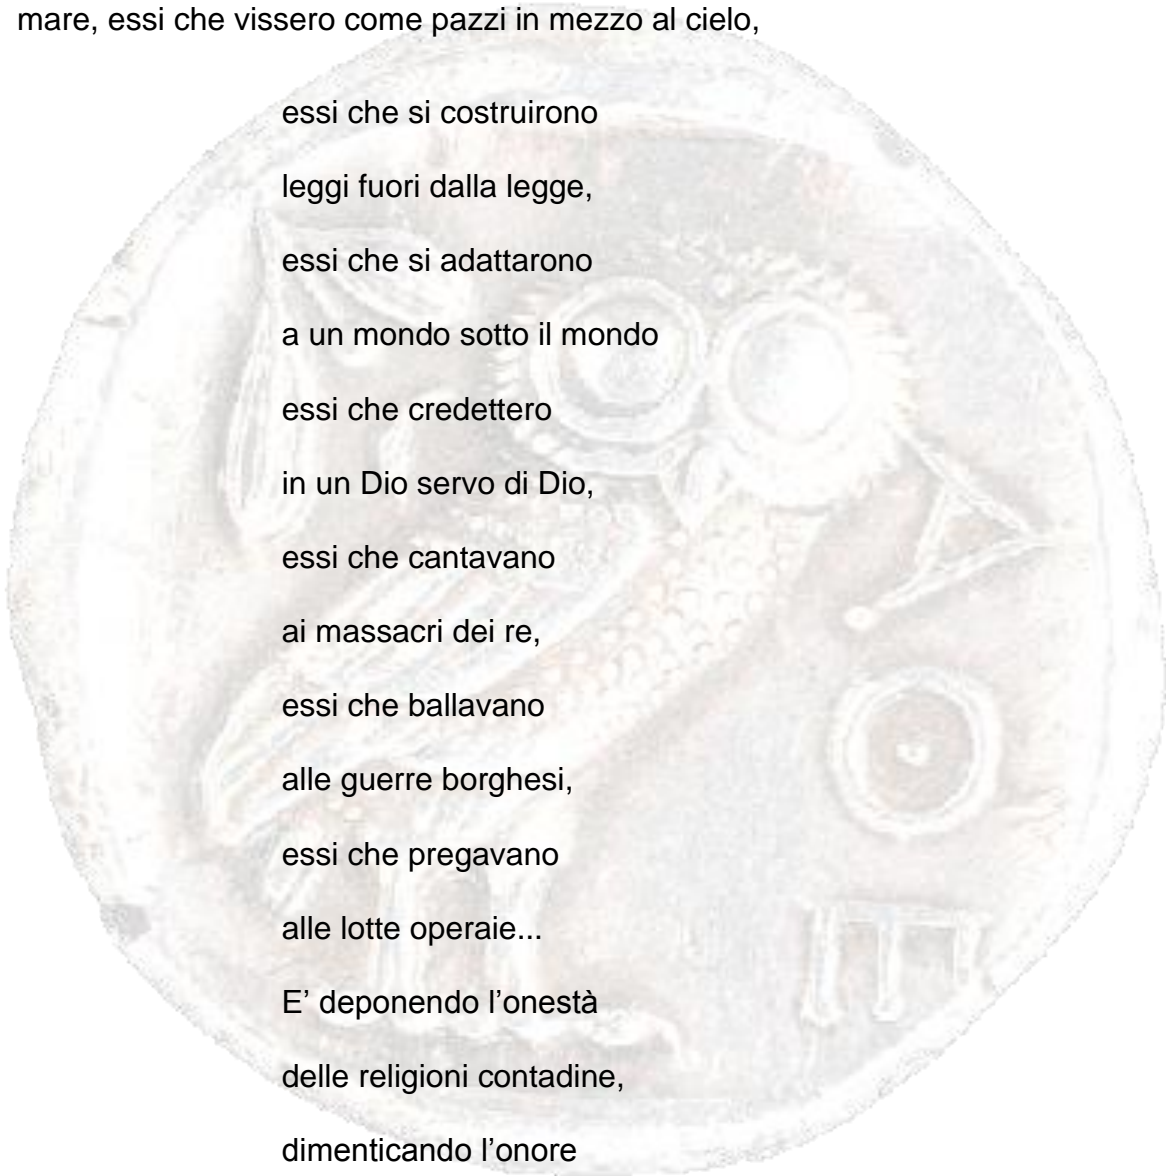 mare, essi che vissero come pazzi in mezzo al cielo,
essi che si costruirono
leggi fuori dalla legge,
essi che si adattarono
a un mondo sotto il mondo
essi che credettero
in un Dio servo di Dio,
essi che cantavano
ai massacri dei re,
essi che ballavano
alle guerre borghesi,
essi che pregavano
alle lotte operaie...
E’ deponendo l’onestà
delle religioni contadine,
dimenticando l’onore